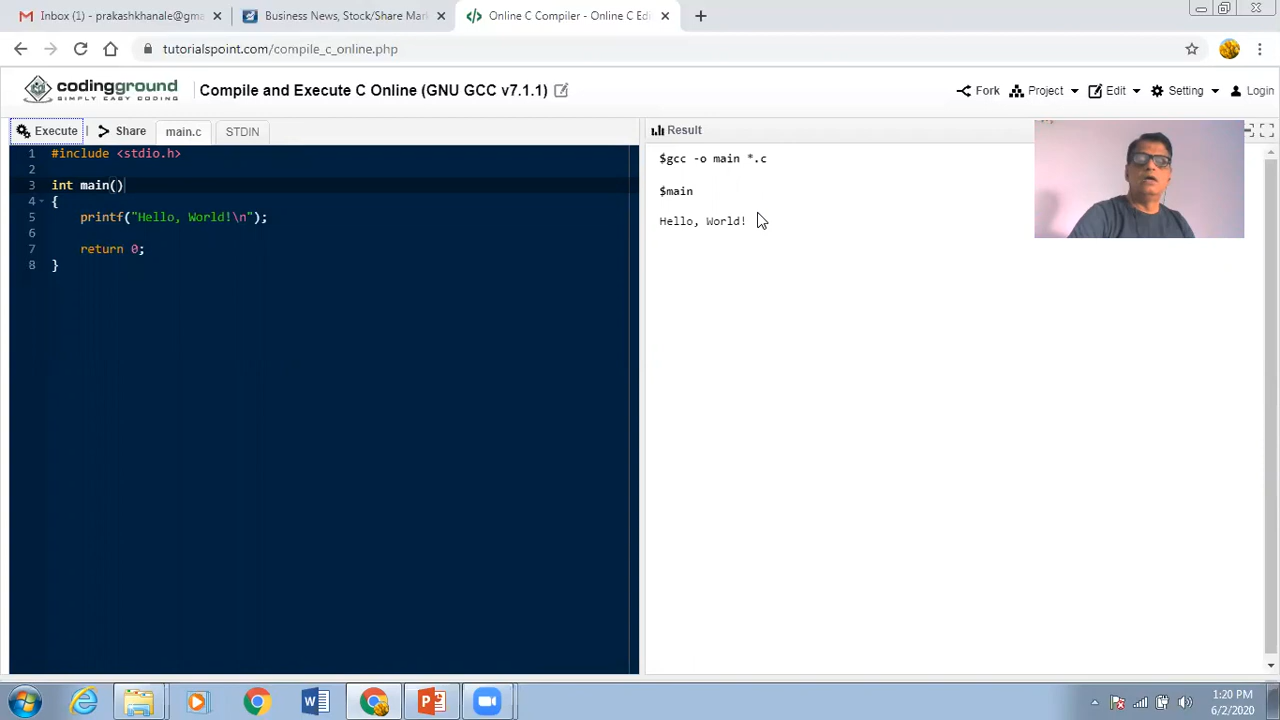 Inbox (1) - prakashkhanale@gma
Business News, Stock/Share Mark
Online C Compiler - Online C Edi
tutorialspoint.com/compile_c_online.php
codingground
SIMPLY EASY CODING
Compile and Execute C Online (GNU GCC v7.1.1)
Fork
Project
Edit
Setting
Login
Execute
Share
main.c
STDIN
Result
1 #include <stdio.h>
2
3 int main()
4 {
5 printf("Hello, World!\n");
6
7 return 0;
8 }
$gcc -o main *.c
$main
Hello, World!
1:20 PM
6/2/2020